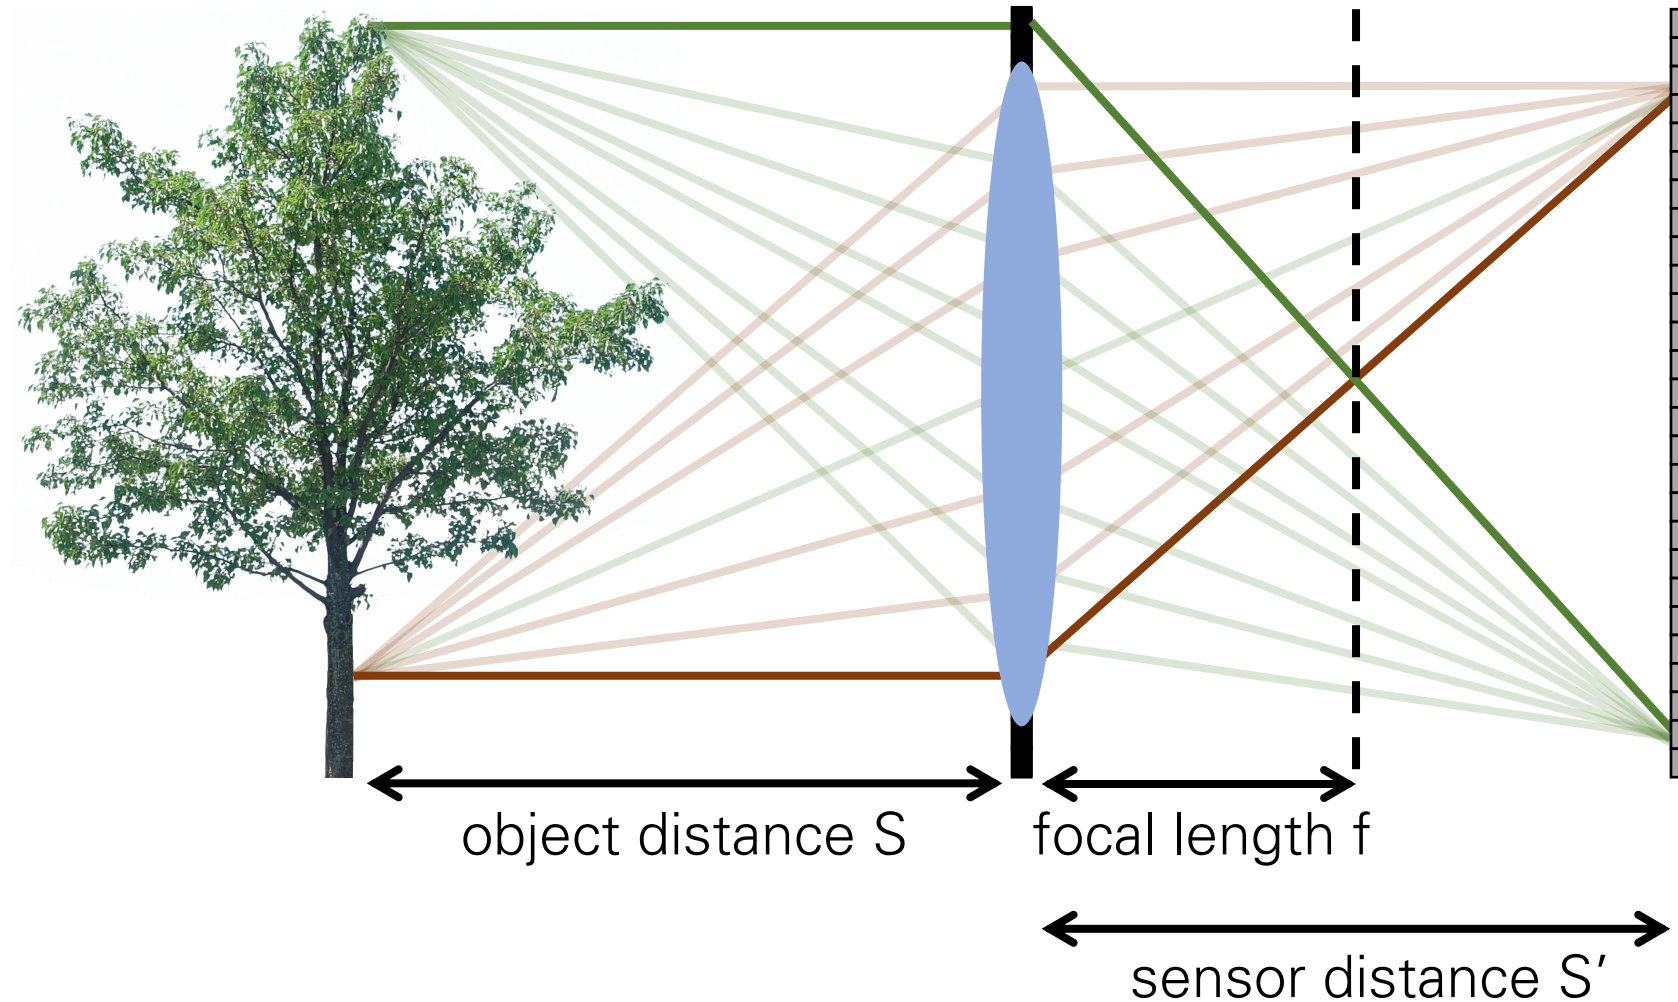 object distance S
focal length f
sensor distance S’